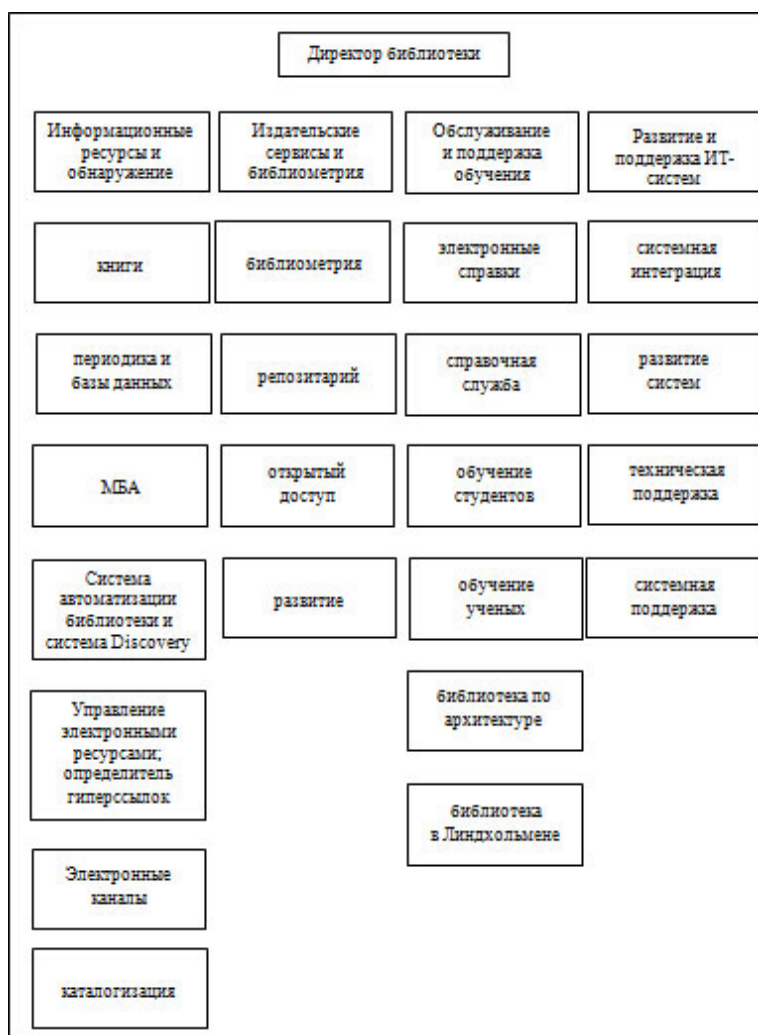 Директор библиотеки
Информационные
ресурсы и
обнаружение
Издательские
сервисы и
библиометрия
Обслуживание
и поддержка
обучения
Развитие и
поддержка ИТ-
систем
книги
библиометрия
электронные
справки
системная
интеграция
периодика и
базы данных
репозитарий
справочная
служба
развитие
систем
МБА
открытый
доступ
обучение
студентов
техническая
поддержка
Система
автоматизации
библиотеки и
система Discovery
развитие
обучение
ученых
системная
поддержка
Управление
электронными
ресурсами;
определитель
гиперссылок
библиотека по
архитектуре
библиотека
в Линдхольмене
Электронные
каналы
каталогизация